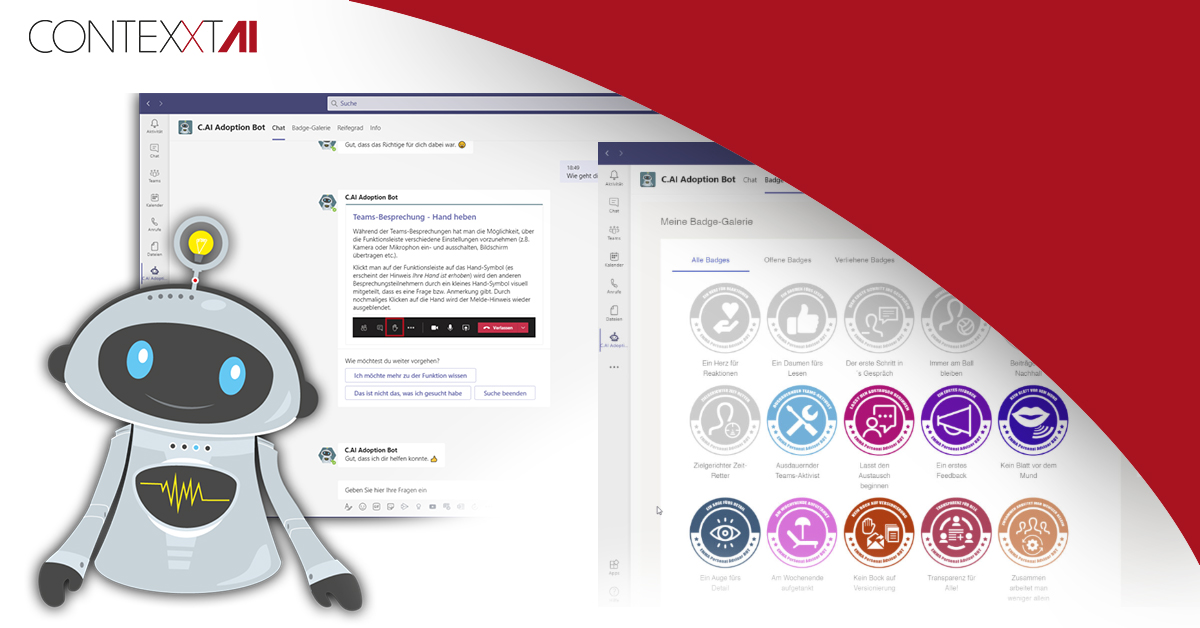 CONTEXXTAI
Suche
C.AI Adoption Bot Chat Badge-Galerie Reifegrad Info
Aktivität
Chat
Teams
Kalender
Anrufe
Dateien
C.AI Adopti...
Gut, dass das Richtige für dich dabei war.
18:49
Wie geht di
C.AI Adoption Bot
Teams-Besprechung - Hand heben
Während der Teams-Besprechungen hat man die Möglichkeit, über
die Funktionsleiste verschiedene Einstellungen vorzunehmen (z.B.
Kamera oder Mikrophon ein- und ausschalten, Bildschirm
übertragen etc.).
Klickt man auf der Funktionsleiste auf das Hand-Symbol (es
erscheint der Hinweis Ihre Hand ist erhoben) wird den anderen
Besprechungsteilnehmern durch ein kleines Hand-Symbol visuell
mitgeteilt, dass es eine Frage bzw. Anmerkung gibt. Durch
nochmaliges Klicken auf die Hand wird der Melde-Hinweis wieder
ausgeblendet.
Verlassen
Wie möchtest du weiter vorgehen?
Ich möchte mehr zu der Funktion wissen
Das ist nicht das, was ich gesucht habe
Suche beenden
C.AI Adoption Bot
Gut, dass ich dir helfen konnte.
Geben Sie hier Ihre Fragen ein
C.AI Adoption Bot Chat
Aktivität
Chat
Teams
Kalender
Anrufe
Dateien
C.AI Adopti...
Apps
Meine Badge-Galerie
Alle Badges Offene Badges Verliehene Badges
Ein Herz für
Reaktionen
Ein Daumen fürs
Lesen
Der erste Schritt in
's Gespräch
Immer am Ball
bleiben
Zielgerichter Zeit-
Retter
Ausdauernder
Teams-Aktivist
Lasst den
Austausch
beginnen
Ein erstes
Feedback
Kein Blatt vor dem
Mund
Ein Auge fürs
Detail
Am Wochenende
aufgetankt
Kein Bock auf
Versionierung
Transparenz für
Alle!
Zusammen
arbeitet man
weniger allein